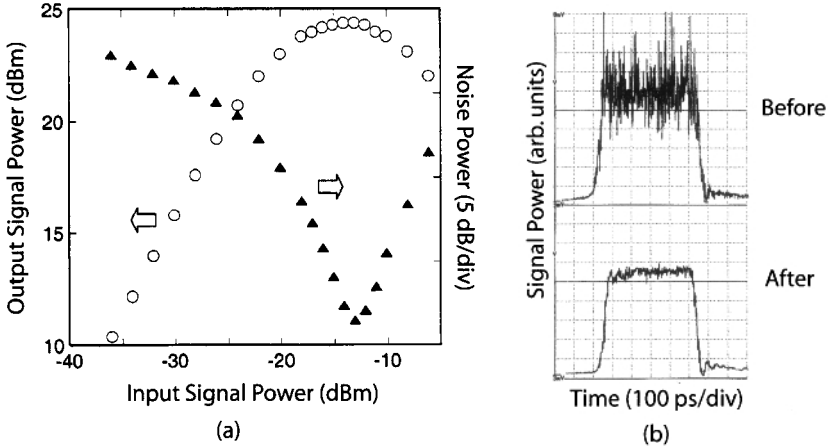 25
20
15
10
-40
-30
-20
-10
Output Signal Power (dBm)
Noise Power (5 dB/div)
Input Signal Power (dBm)
(a)
Signal Power (arb. units)
Before
After
Time (100 ps/div)
(b)